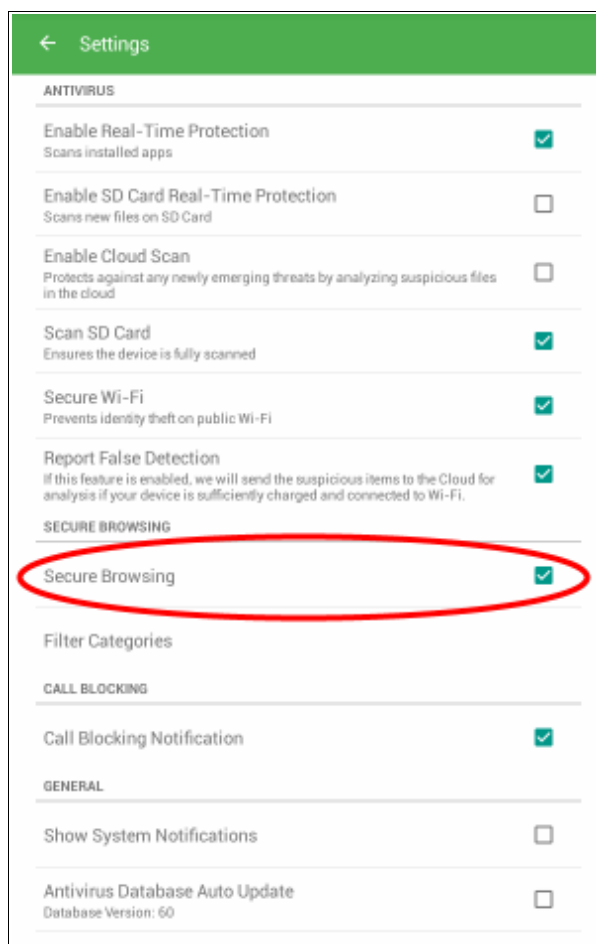 Settings
ANTIVIRUS
Enable Real-Time Protection
Scans installed apps
Enable SD Card Real-Time Protection
Scans new files on SD Card
Enable Cloud Scan
Protects against any newly emerging threats by analyzing suspicious files
in the cloud
Scan SD Card
Ensures the device is fully scanned
Secure Wi-Fi
Prevents identity theft on public Wi-Fi
Report False Detection
If this feature is enabled, we will send the suspicious items to the Cloud for
analysis if your device is sufficiently charged and connected to Wi-Fi.
SECURE BROWSING
Secure Browsing
Filter Categories
CALL BLOCKING
Call Blocking Notification
GENERAL
Show System Notifications
Antivirus Database Auto Update
Database Version: 60